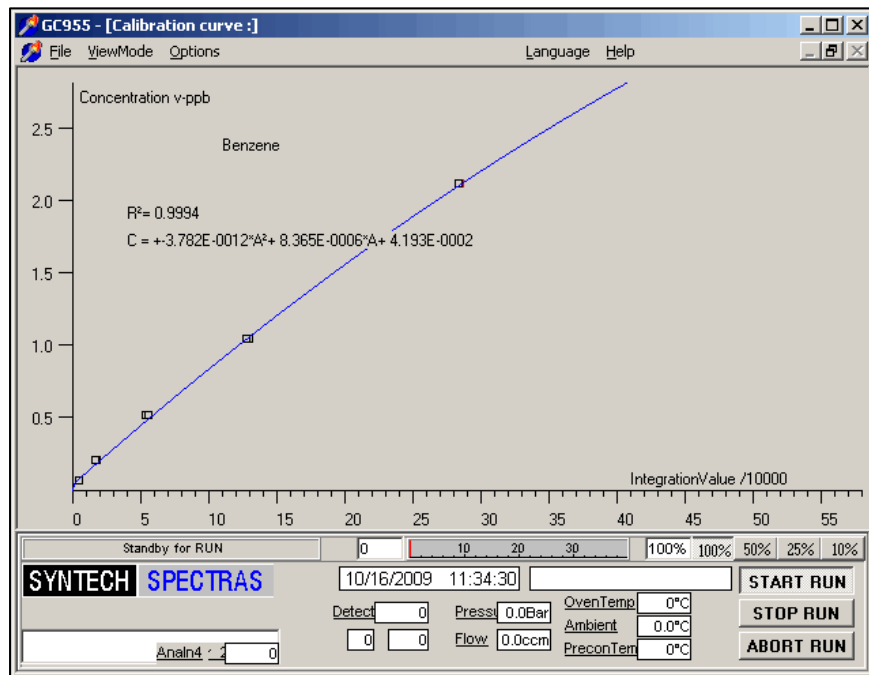 GC955 - [Calibration curve :]
File ViewMode Options Language Help
Concentration v-ppb
2.5
Benzene
2.0
R²= 0.9994
C = +-3.782E-0012*A²+ 8.365E-0006*A+ 4.193E-0002
1.5
1.0
0.5
IntegrationValue /10000
0 5 10 15 20 25 30 35 40 45 50 55
Standby for RUN 0 10 20 30 100% 100% 50% 25% 10%
SYNTECH SPECTRAS 10/16/2009 11:34:30 START RUN
Detect 0 Pressu 0.0Bar OvenTemp 0°C STOP RUN
0 0 Flow 0.0ccm Ambient 0.0°C
AnaIn4 : 2 0 PreconTem 0°C ABORT RUN